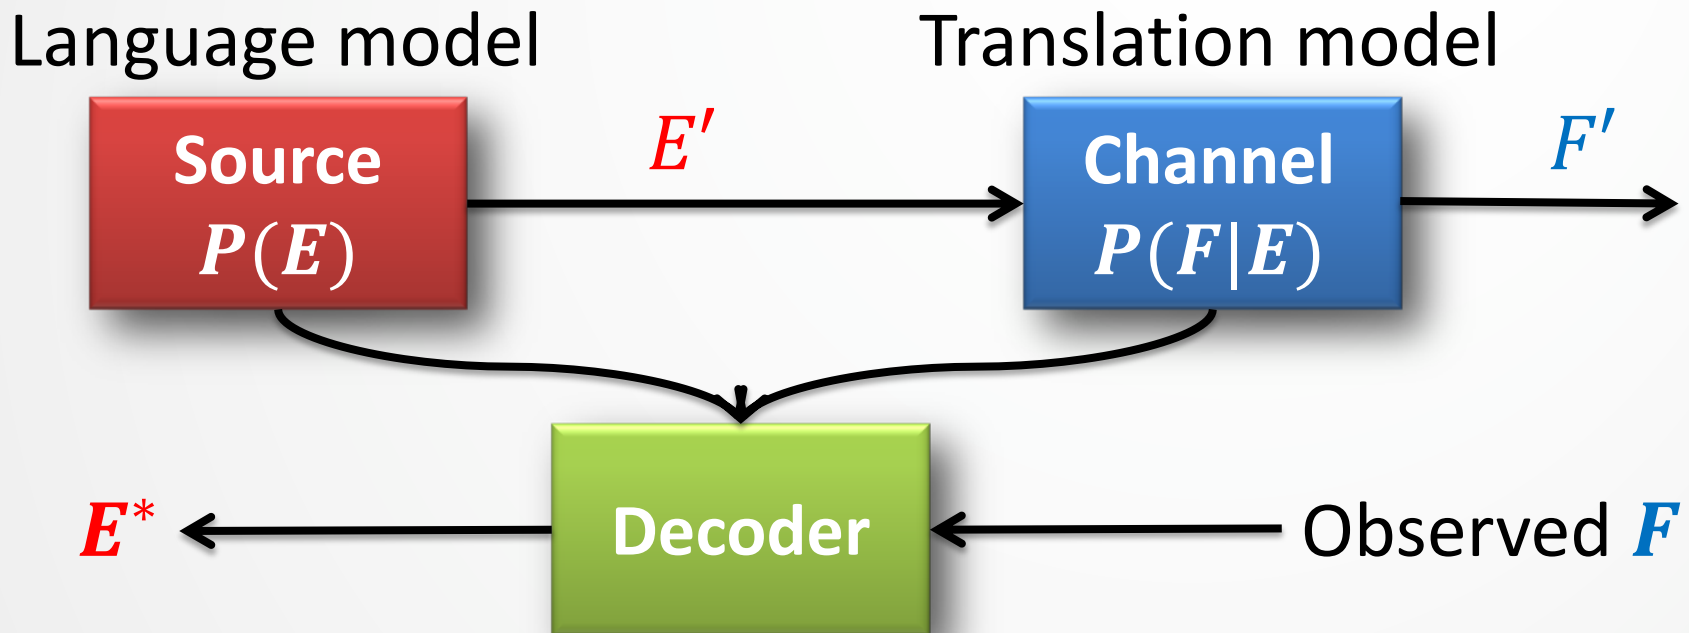 Language model
Translation model
Source
P(E)
E′
Channel
P(F|E)
F′
E*
Decoder
Observed F